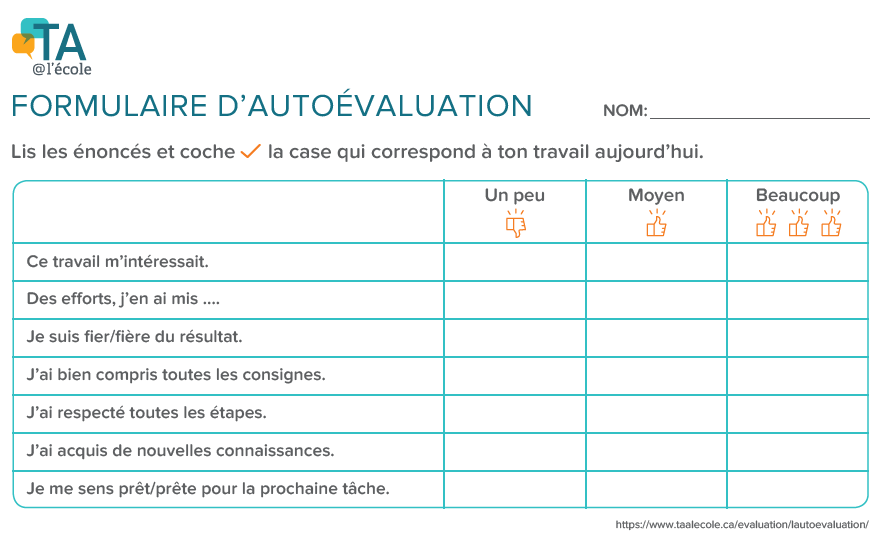 TA
@l'école
FORMULAIRE D'AUTOÉVALUATION
NOM:
Lis les énoncés et coche la case qui correspond à ton travail aujourd'hui.
Un peu Moyen Beaucoup
Ce travail m'intéressait.
Des efforts, j'en ai mis ....
Je suis fier/fière du résultat.
J'ai bien compris toutes les consignes.
J'ai respecté toutes les étapes.
J'ai acquis de nouvelles connaissances.
Je me sens prêt/prête pour la prochaine tâche.
https://www.taalecole.ca/evaluation/lautoevaluation/